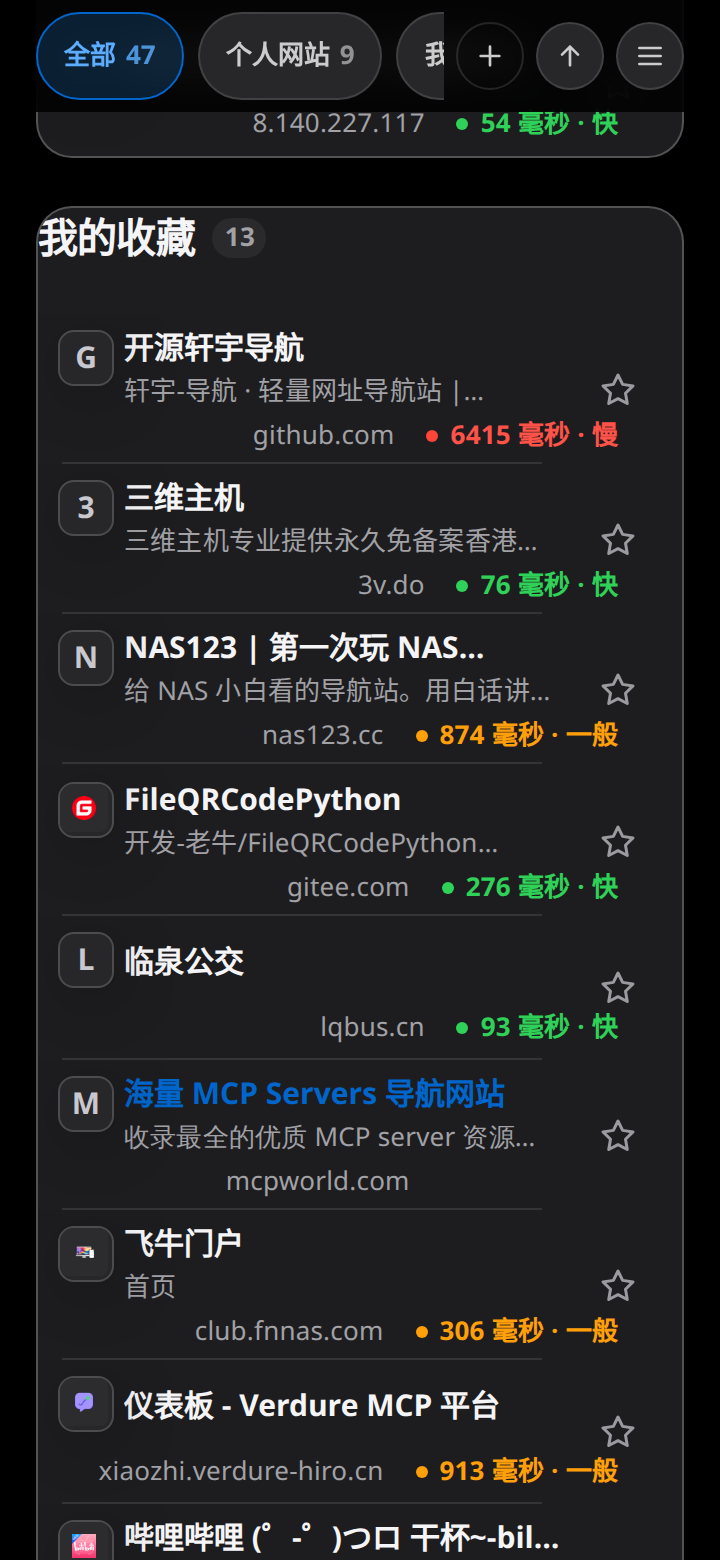 全部 47 个人网站 9 我
8.140.227.117 54 毫秒 · 快
我的收藏 13
G 开源轩宇导航
轩宇-导航 · 轻量网址导航站 |...
github.com 6415 毫秒 · 慢
3 三维主机
三维主机专业提供永久免备案香港...
3v.do 76 毫秒 · 快
N NAS123 | 第一次玩 NAS...
给 NAS 小白看的导航站。用白话讲...
nas123.cc 874 毫秒 · 一般
G FileQRCodePython
开发-老牛/FileQRCodePython...
gitee.com 276 毫秒 · 快
L 临泉公交
lqbus.cn 93 毫秒 · 快
M 海量 MCP Servers 导航网站
收录最全的优质 MCP server 资源...
mcpworld.com
飞牛门户
首页
club.fnnas.com 306 毫秒 · 一般
仪表板 - Verdure MCP 平台
xiaozhi.verdure-hiro.cn 913 毫秒 · 一般
哔哩哔哩 (゜-゜)つロ 干杯~-bil...